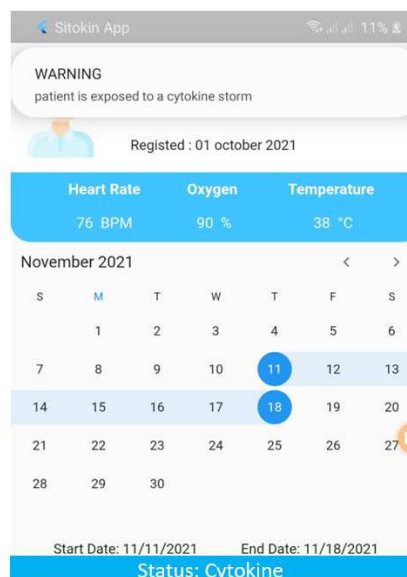 Sitokin App 11%
WARNING
patient is exposed to a cytokine storm
Registed : 01 october 2021
Heart Rate Oxygen Temperature
76 BPM 90 % 38 °C
November 2021 < >
S M T W T F S
1 2 3 4 5 6
7 8 9 10 11 12 13
14 15 16 17 18 19 20
21 22 23 24 25 26 27
28 29 30
Start Date: 11/11/2021 End Date: 11/18/2021
Status: Cytokine